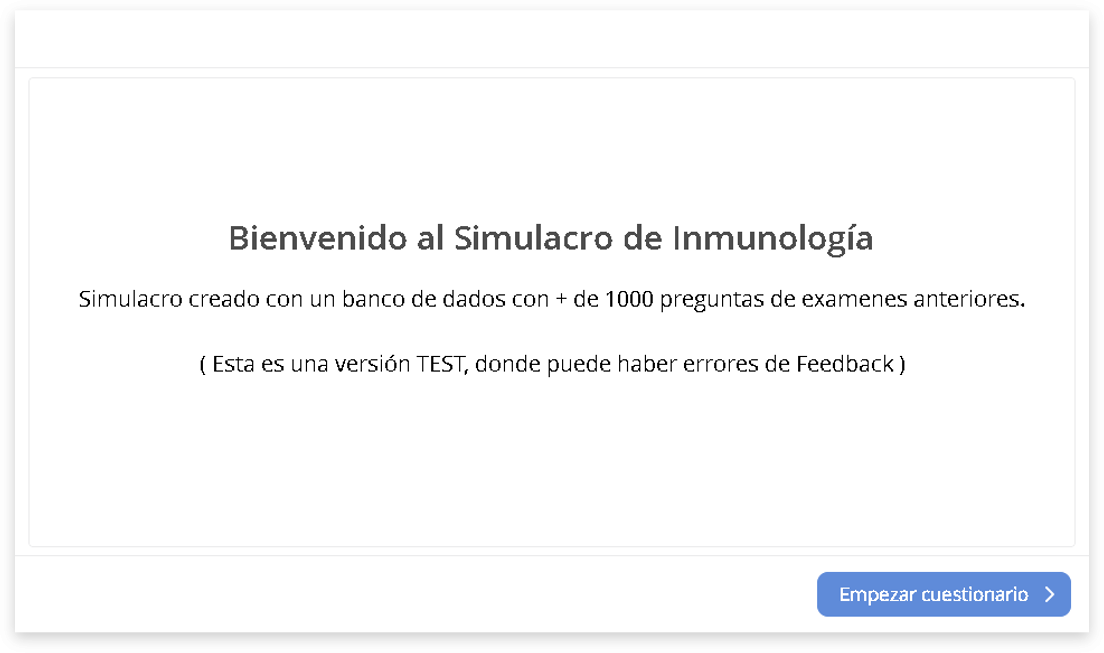 Bienvenido al Simulacro de Inmunología
Simulacro creado con un banco de dados con + de 1000 preguntas de examenes anteriores.
( Esta es una versión TEST, donde puede haber errores de Feedback )
Empezar cuestionario